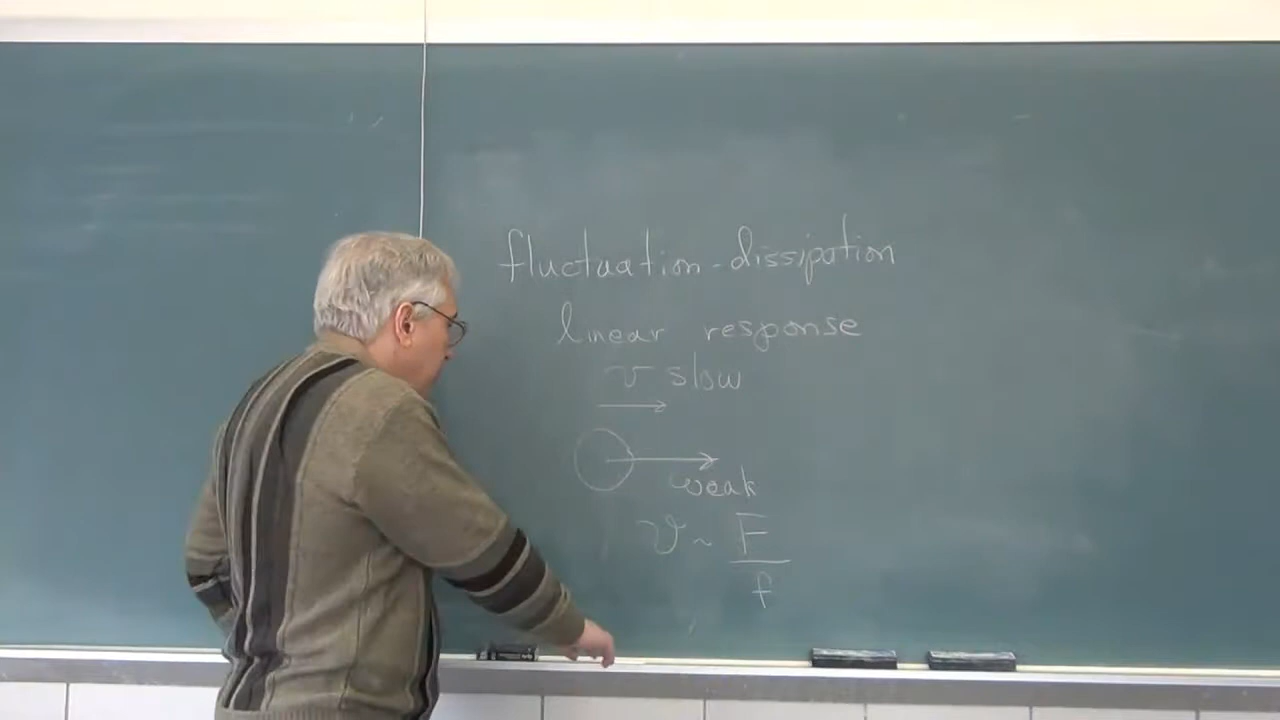 fluctuation-dissipation
linear response
v slow
weak
v ~ F
f